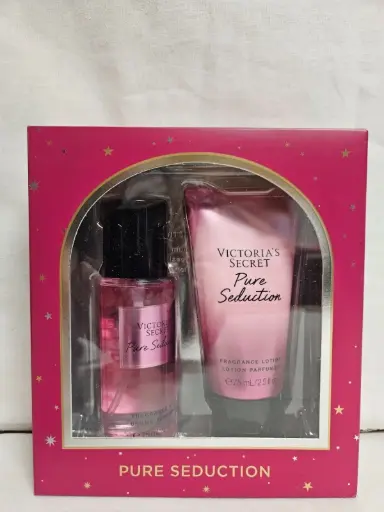 VICTORIA'S
SECRET
Pure
Seduction
FRAGRANCE LOTION
LOTION PARFUMÉE
VICTORIA'S
SECRET
Pure Seduction
PURE SEDUCTION